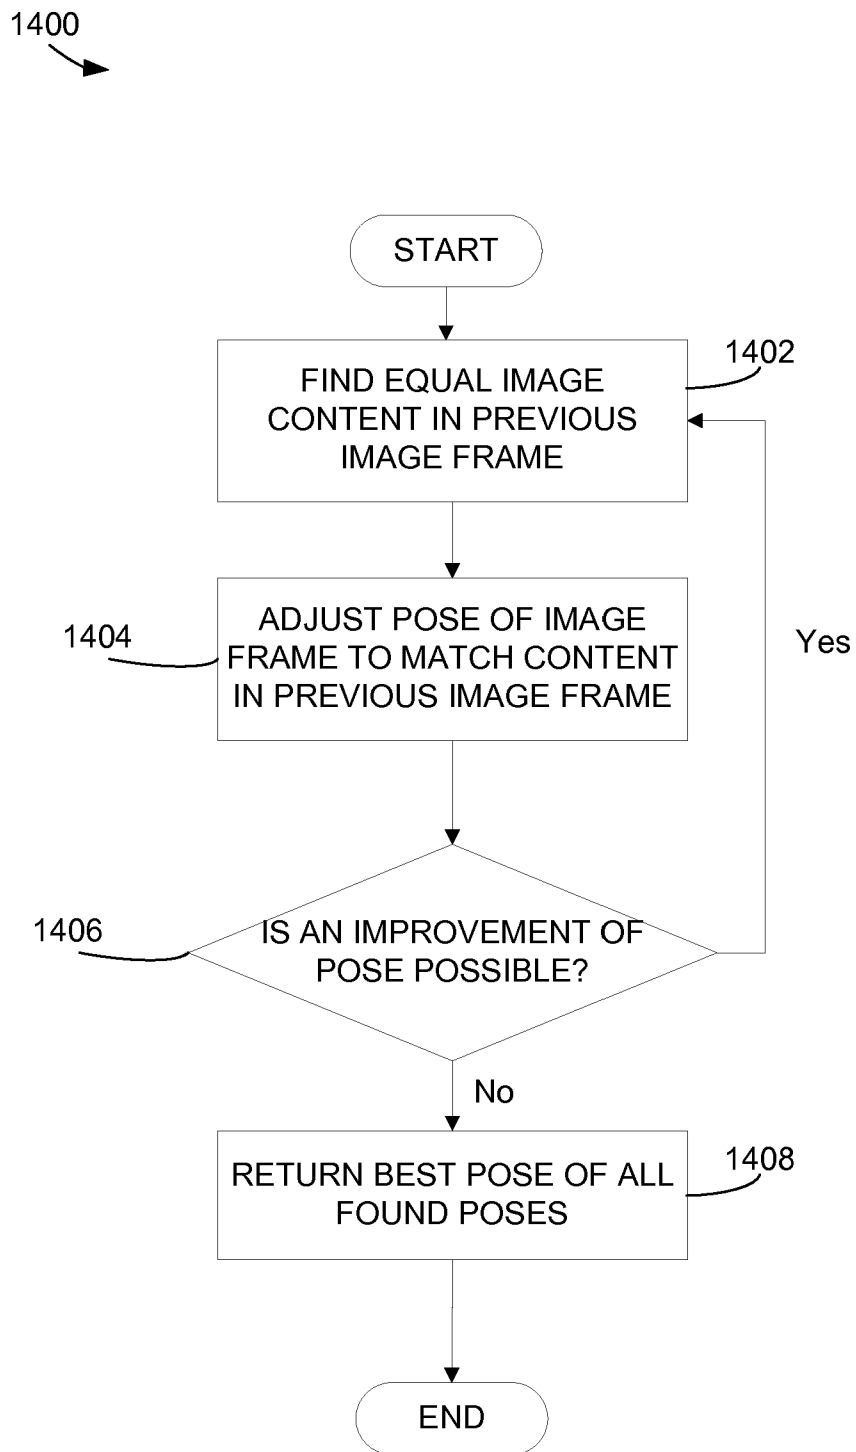 1400
START
1402
FIND EQUAL IMAGE
CONTENT IN PREVIOUS
IMAGE FRAME
1404
ADJUST POSE OF IMAGE
FRAME TO MATCH CONTENT
IN PREVIOUS IMAGE FRAME
Yes
1406
IS AN IMPROVEMENT OF
POSE POSSIBLE?
No
1408
RETURN BEST POSE OF ALL
FOUND POSES
END